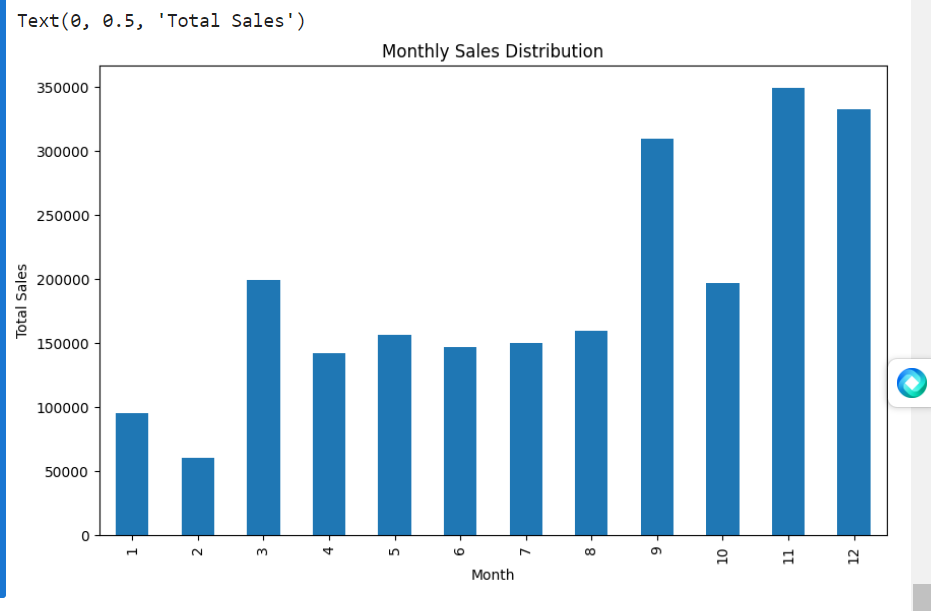 Text(0, 0.5, 'Total Sales')
Monthly Sales Distribution
350000
300000
250000
200000
150000
100000
50000
0
Total Sales
1 2 3 4 5 6 7 8 9 10 11 12
Month